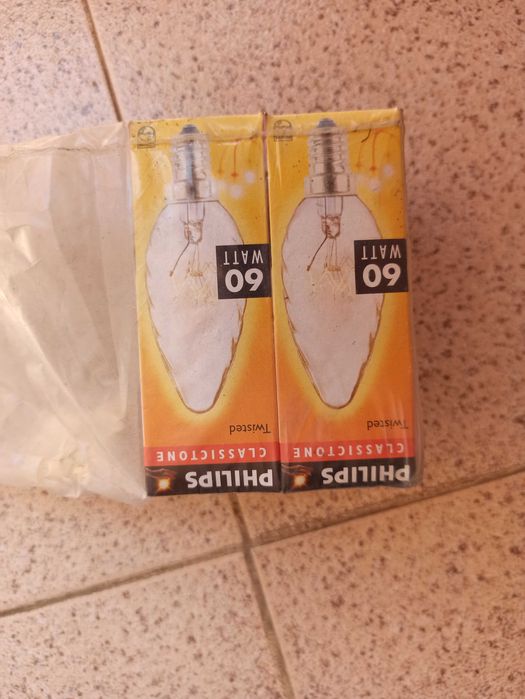 PHILIPS
CLASSICTONE
Twisted
60
WATT
PHILIPS
CLASSICTONE
Twisted
60
WATT